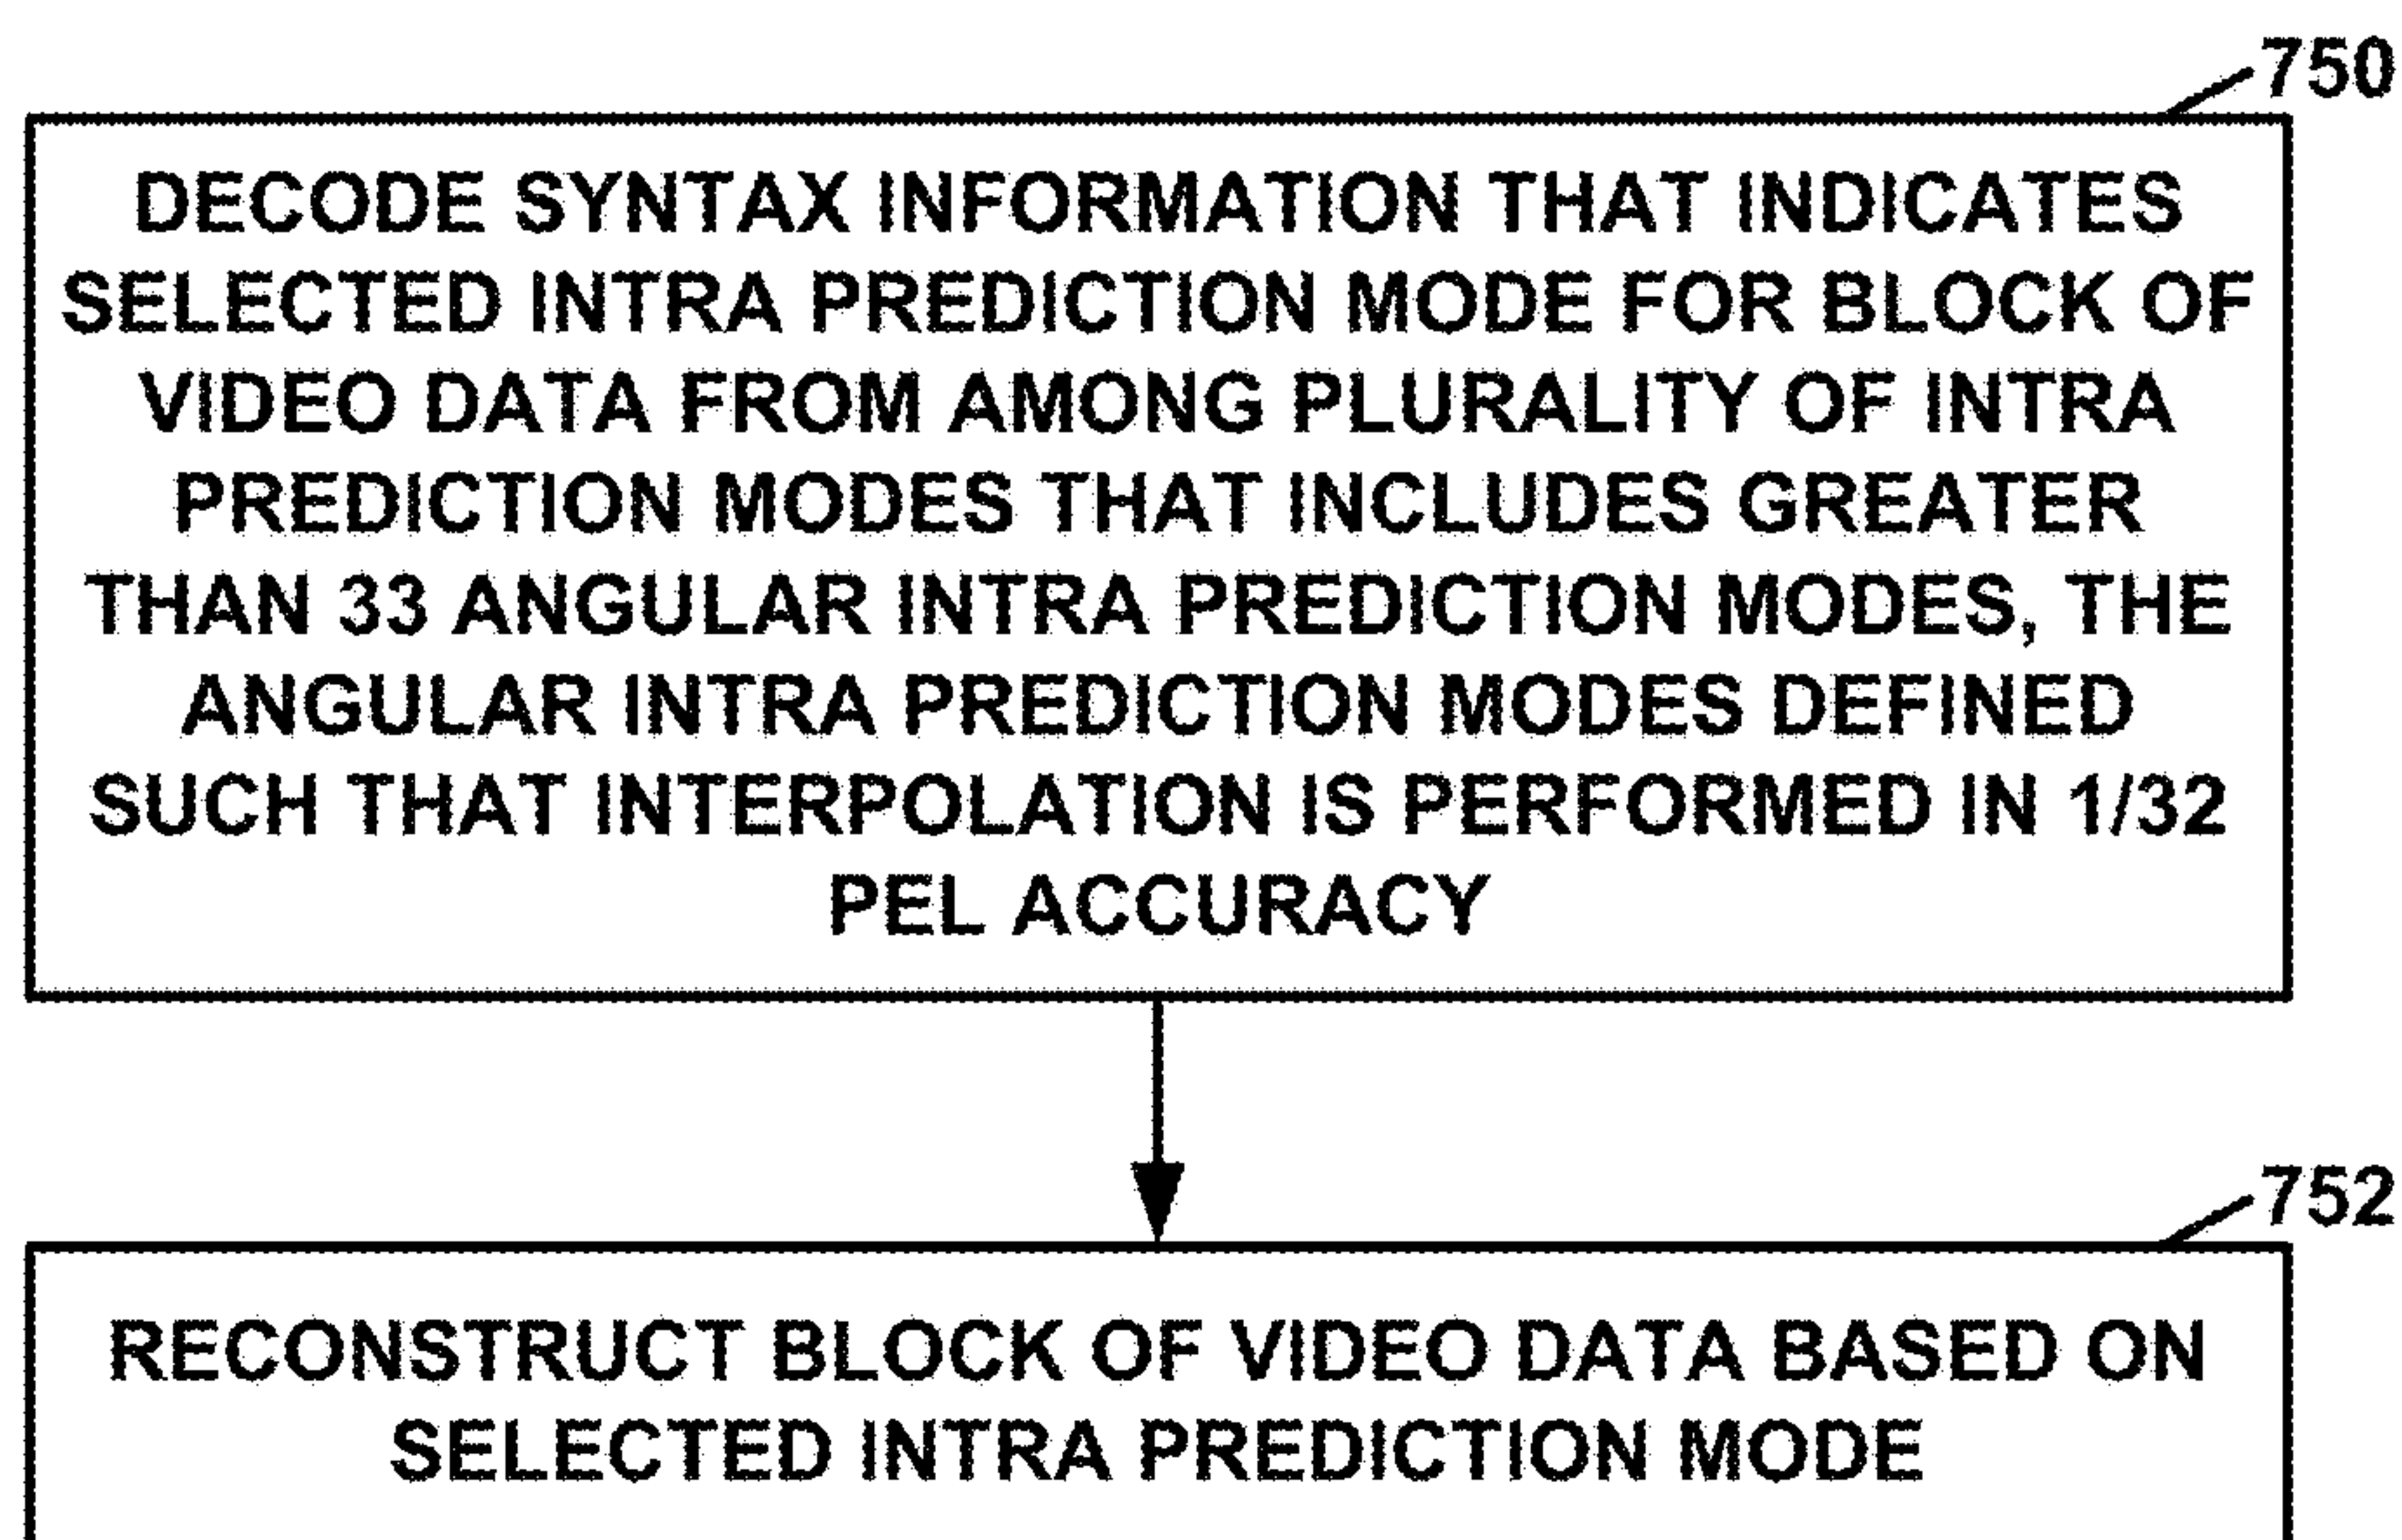 750
DECODE SYNTAX INFORMATION THAT INDICATES
SELECTED INTRA PREDICTION MODE FOR BLOCK OF
VIDEO DATA FROM AMONG PLURALITY OF INTRA
PREDICTION MODES THAT INCLUDES GREATER
THAN 33 ANGULAR INTRA PREDICTION MODES, THE
ANGULAR INTRA PREDICTION MODES DEFINED
SUCH THAT INTERPOLATION IS PERFORMED IN 1/32
PEL ACCURACY
752
RECONSTRUCT BLOCK OF VIDEO DATA BASED ON
SELECTED INTRA PREDICTION MODE